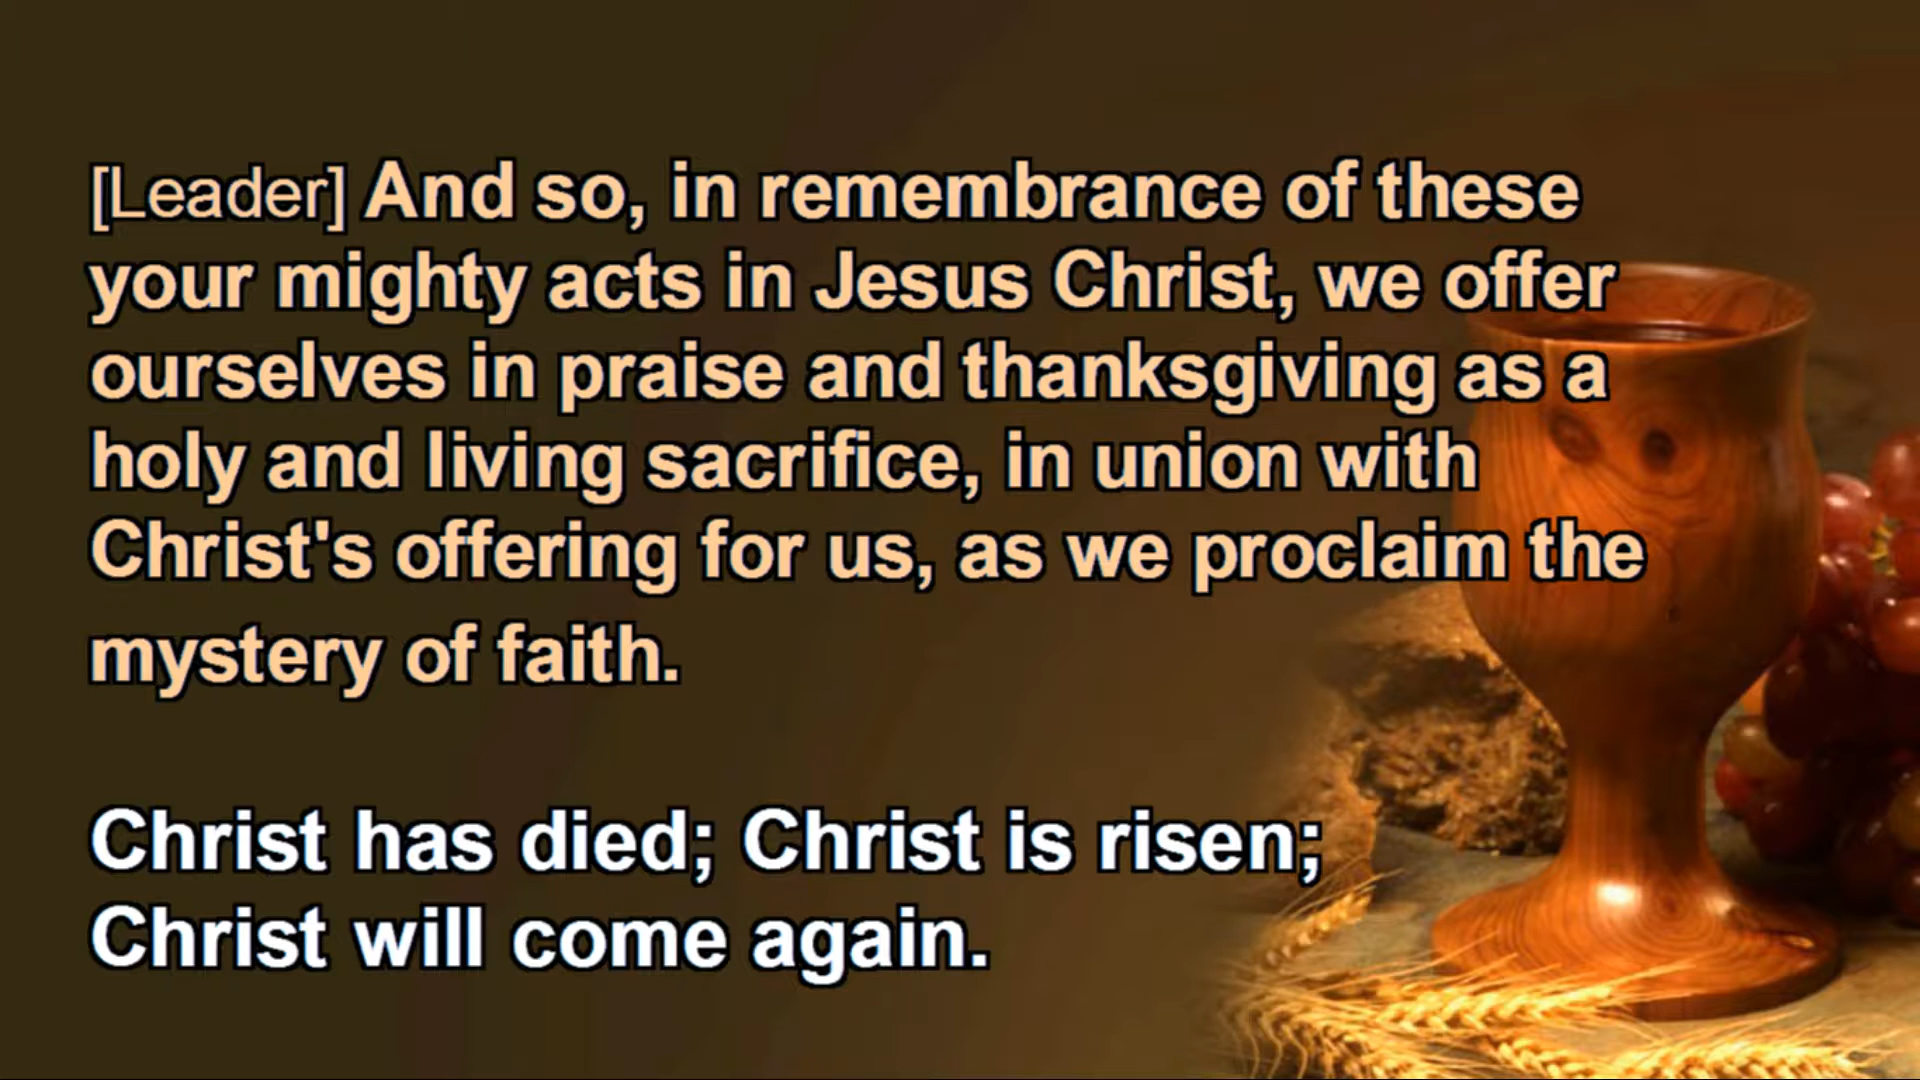 [Leader] And so, in remembrance of these
your mighty acts in Jesus Christ, we offer
ourselves in praise and thanksgiving as a
holy and living sacrifice, in union with
Christ's offering for us, as we proclaim the
mystery of faith.
Christ has died; Christ is risen;
Christ will come again.